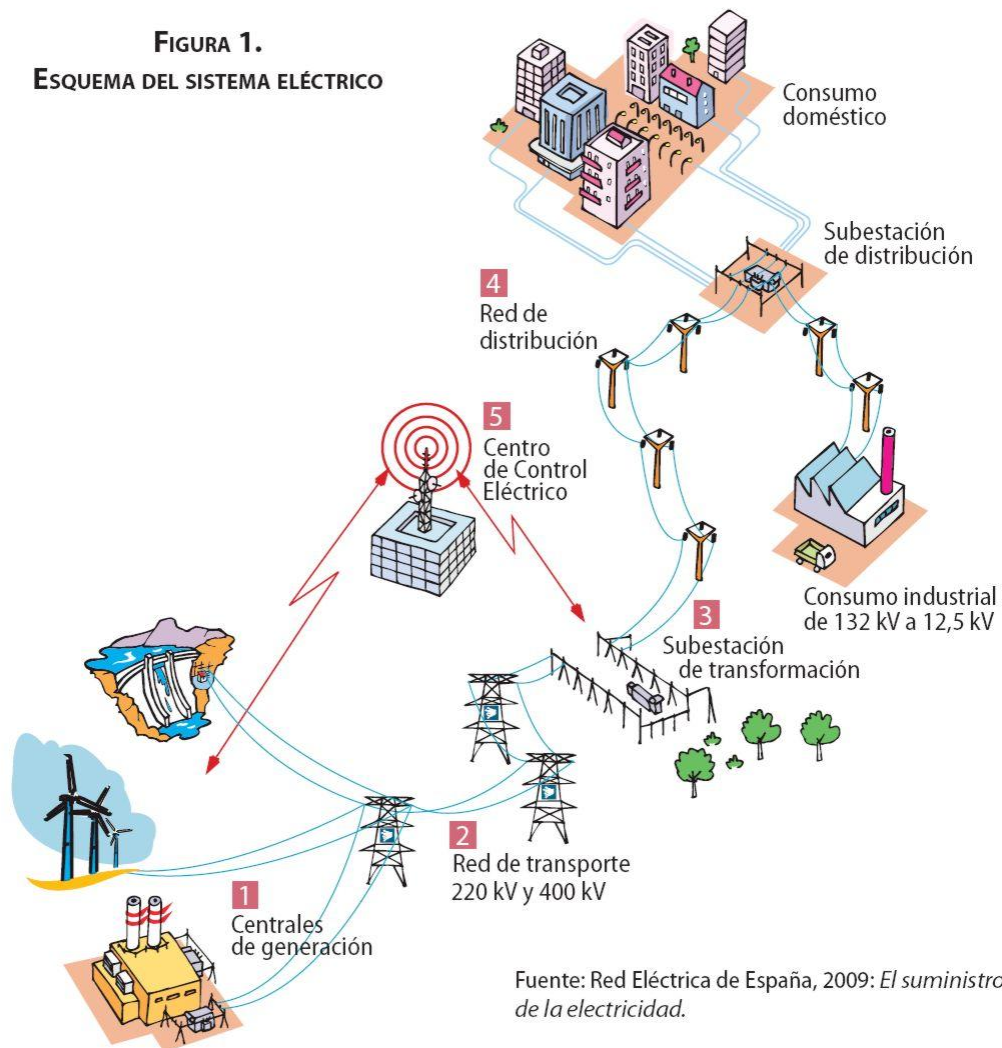 FIGURA 1.
ESQUEMA DEL SISTEMA ELÉCTRICO
Consumo
doméstico
Subestación
de distribución
4
Red de
distribución
5
Centro
de Control
Eléctrico
Consumo industrial
de 132 kV a 12,5 kV
3
Subestación
de transformación
2
Red de transporte
220 kV y 400 kV
1
Centrales
de generación
Fuente: Red Eléctrica de España, 2009: El suministro
de la electricidad.